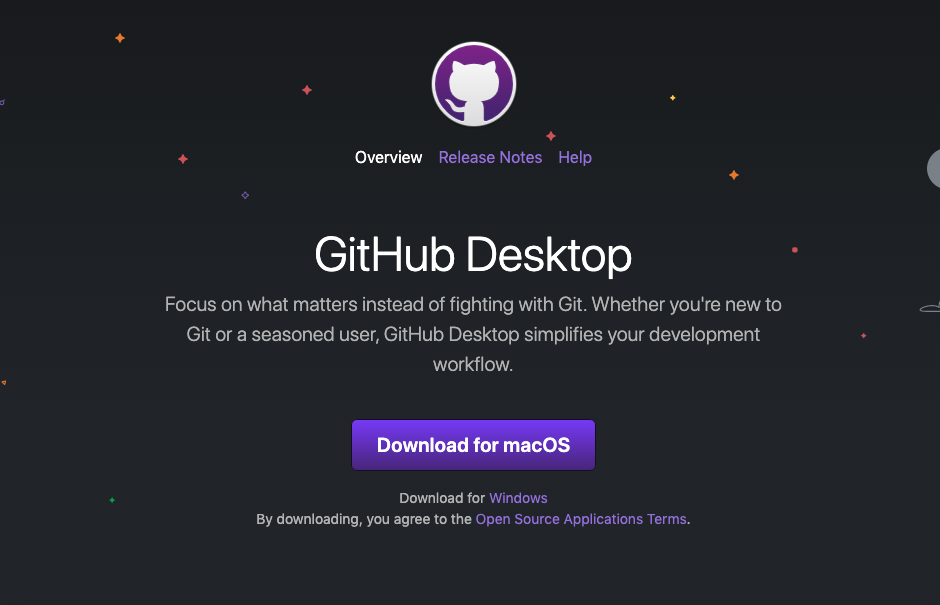 Overview Release Notes Help
GitHub Desktop
Focus on what matters instead of fighting with Git. Whether you're new to
Git or a seasoned user, GitHub Desktop simplifies your development
workflow.
Download for macOS
Download for Windows
By downloading, you agree to the Open Source Applications Terms.